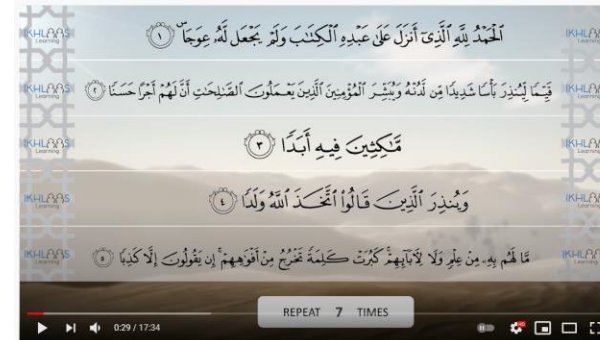 ٱلْحَمْدُ لِلَّهِ ٱلَّذِىٓ أَنزَلَ عَلَىٰ عَبْدِهِ ٱلْكِتَـٰبَ وَلَمْ يَجْعَل لَّهُۥ عِوَجَاۜ ١
قَيِّمًا لِّيُنذِرَ بَأْسًا شَدِيدًا مِّن لَّدُنْهُ وَيُبَشِّرَ ٱلْمُؤْمِنِينَ ٱلَّذِينَ يَعْمَلُونَ ٱلصَّـٰلِحَـٰتِ أَنَّ لَهُمْ أَجْرًا حَسَنًا ٢
مَّـٰكِثِينَ فِيهِ أَبَدًا ٣
وَيُنذِرَ ٱلَّذِينَ قَالُوا۟ ٱتَّخَذَ ٱللَّهُ وَلَدًا ٤
مَّا لَهُم بِهِۦ مِنْ عِلْمٍ وَلَا لِـَٔابَآئِهِمْ ۚ كَبُرَتْ كَلِمَةً تَخْرُجُ مِنْ أَفْوَٰهِهِمْ ۚ إِن يَقُولُونَ إِلَّا كَذِبًا ٥
IKHLAAS Learning
REPEAT 7 TIMES
0:29 / 17:34
HD